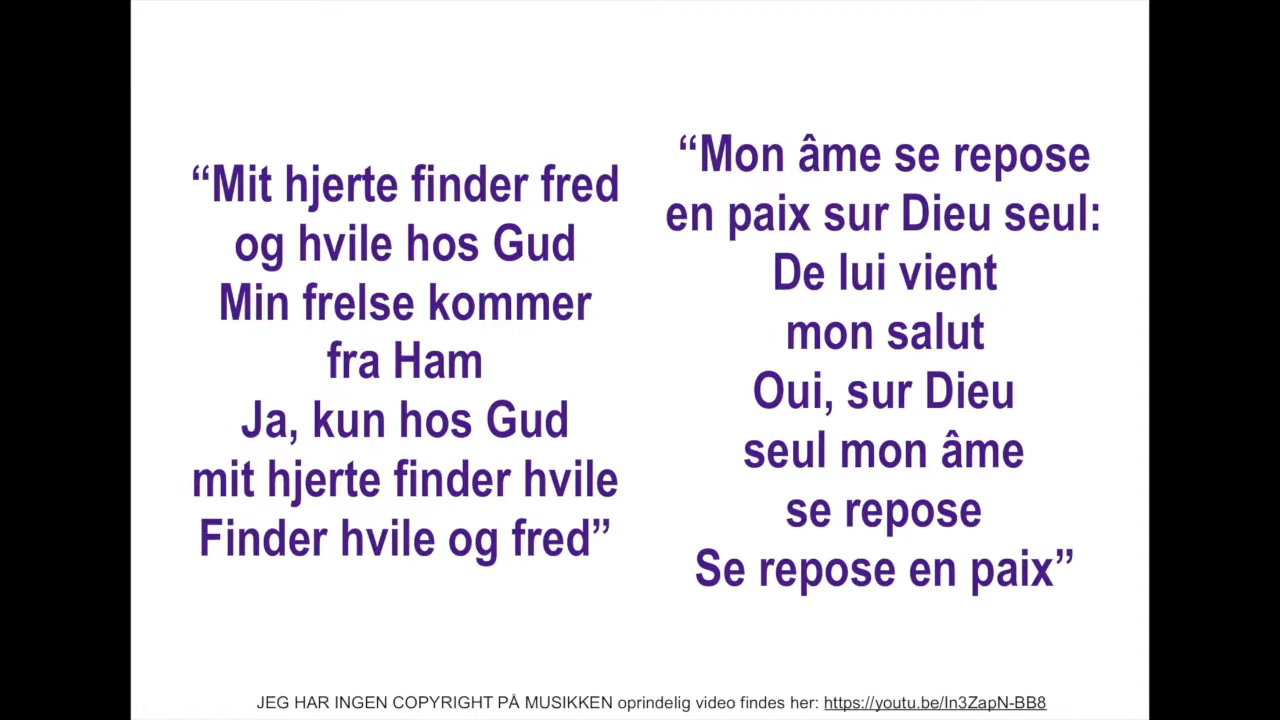 “Mit hjerte finder fred
og hvile hos Gud
Min frelse kommer
fra Ham
Ja, kun hos Gud
mit hjerte finder hvile
Finder hvile og fred”
“Mon âme se repose
en paix sur Dieu seul:
De lui vient
mon salut
Oui, sur Dieu
seul mon âme
se repose
Se repose en paix”
JEG HAR INGEN COPYRIGHT PÅ MUSIKKEN oprindelig video findes her: https://youtu.be/In3ZapN-BB8